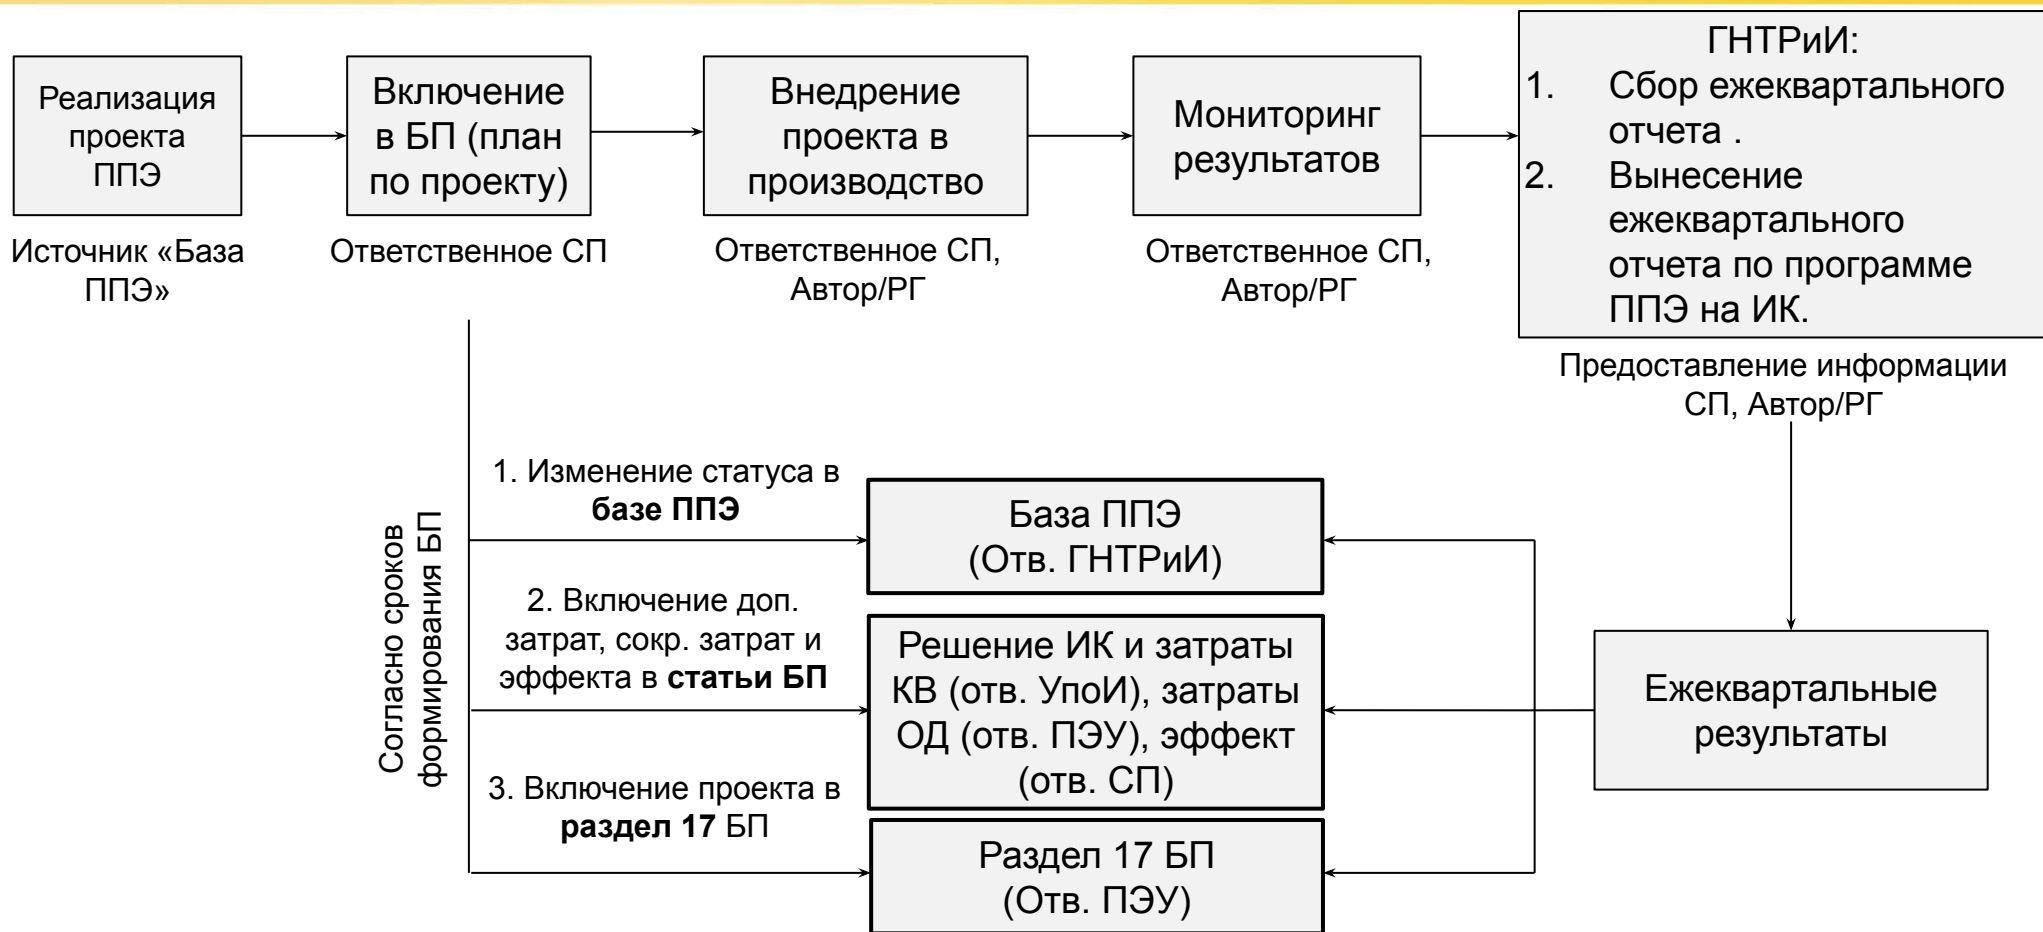 Реализация
проекта
ППЭ
Источник «База
ППЭ»
Включение
в БП (план
по проекту)
Ответственное СП
Внедрение
проекта в
производство
Ответственное СП,
Автор/РГ
Мониторинг
результатов
Ответственное СП,
Автор/РГ
ГНТРиИ:
1. Сбор ежеквартального
отчета .
2. Вынесение
ежеквартального
отчета по программе
ППЭ на ИК.
Предоставление информации
СП, Автор/РГ
Согласно сроков
формирования БП
1. Изменение статуса в
базе ППЭ
База ППЭ
(Отв. ГНТРиИ)
2. Включение доп.
затрат, сокр. затрат и
эффекта в статьи БП
Решение ИК и затраты
КВ (отв. УпоИ), затраты
ОД (отв. ПЭУ), эффект
(отв. СП)
3. Включение проекта в
раздел 17 БП
Раздел 17 БП
(Отв. ПЭУ)
Ежеквартальные
результаты